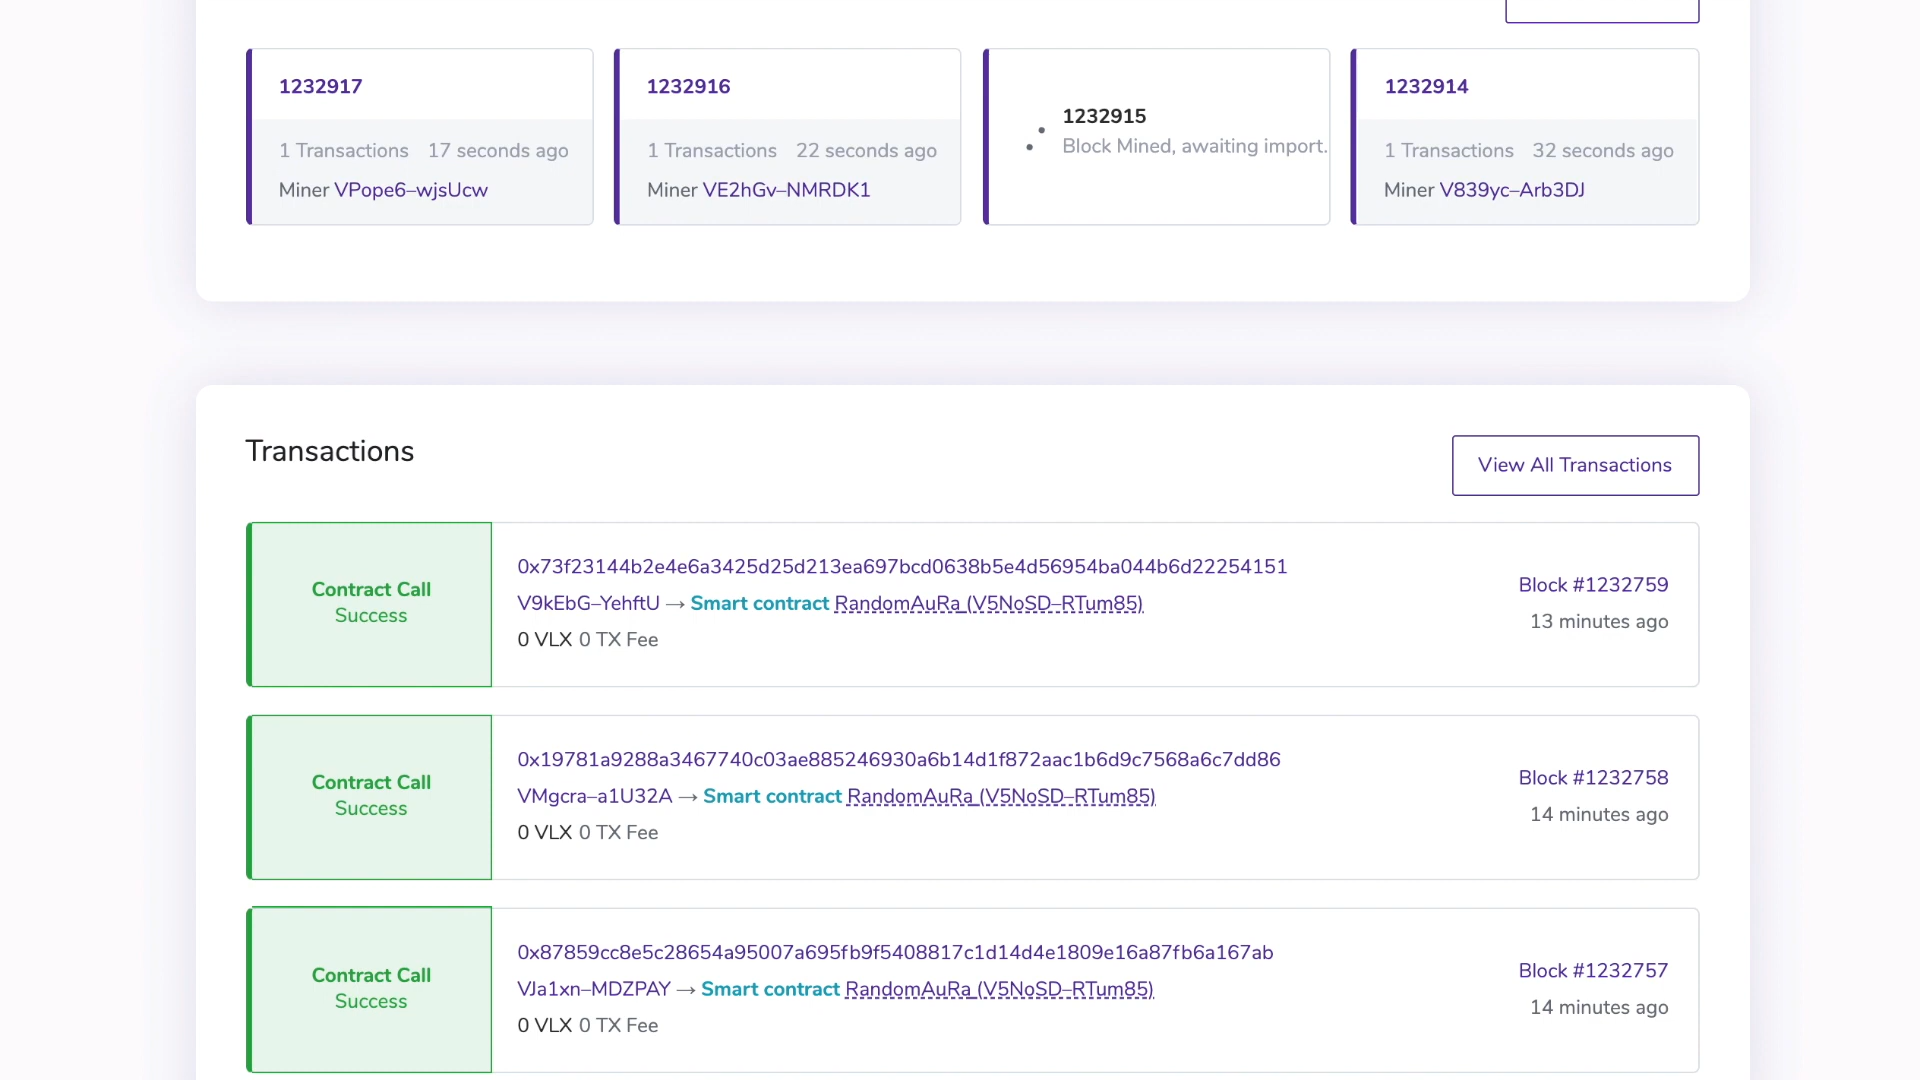 1232917
1 Transactions 17 seconds ago
Miner VPope6–wjsUcw
1232916
1 Transactions 22 seconds ago
Miner VE2hGv–NMRDK1
1232915
Block Mined, awaiting import.
1232914
1 Transactions 32 seconds ago
Miner V839yc–Arb3DJ
Transactions
View All Transactions
Contract Call
Success
0x73f23144b2e4e6a3425d25d213ea697bcd0638b5e4d56954ba044b6d22254151
V9kEbG–YehftU → Smart contract RandomAuRa (V5NoSD–RTum85)
0 VLX 0 TX Fee
Block #1232759
13 minutes ago
Contract Call
Success
0x19781a9288a3467740c03ae885246930a6b14d1f872aac1b6d9c7568a6c7dd86
VMgcra–a1U32A → Smart contract RandomAuRa (V5NoSD–RTum85)
0 VLX 0 TX Fee
Block #1232758
14 minutes ago
Contract Call
Success
0x87859cc8e5c28654a95007a695fb9f5408817c1d14d4e1809e16a87fb6a167ab
VJa1xn–MDZPAY → Smart contract RandomAuRa (V5NoSD–RTum85)
0 VLX 0 TX Fee
Block #1232757
14 minutes ago